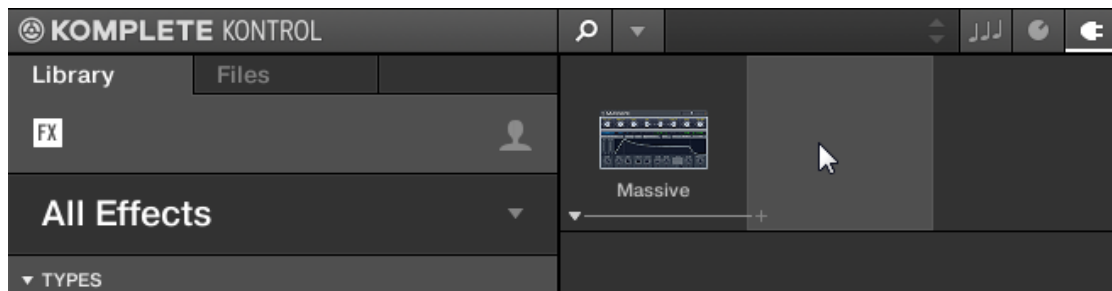 KOMPLETE KONTROL
Library
Files
FX
All Effects
TYPES
Massive